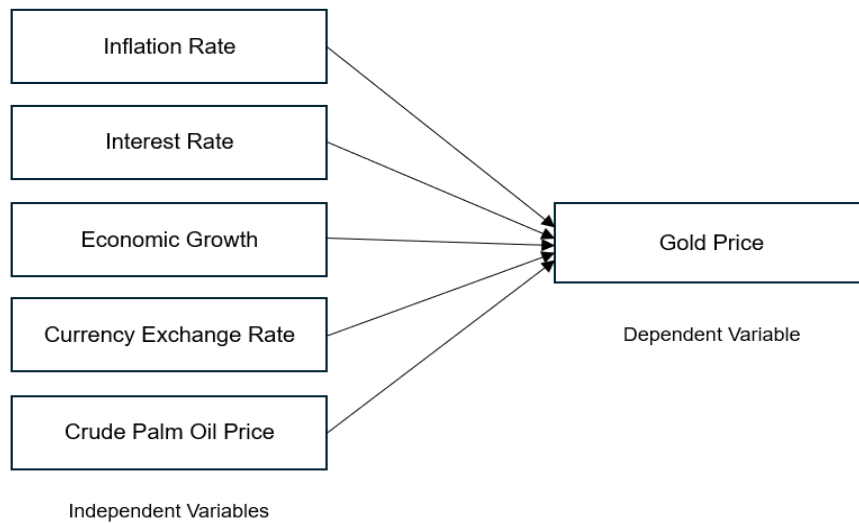 Inflation Rate
Interest Rate
Economic Growth
Currency Exchange Rate
Crude Palm Oil Price
Independent Variables
Gold Price
Dependent Variable